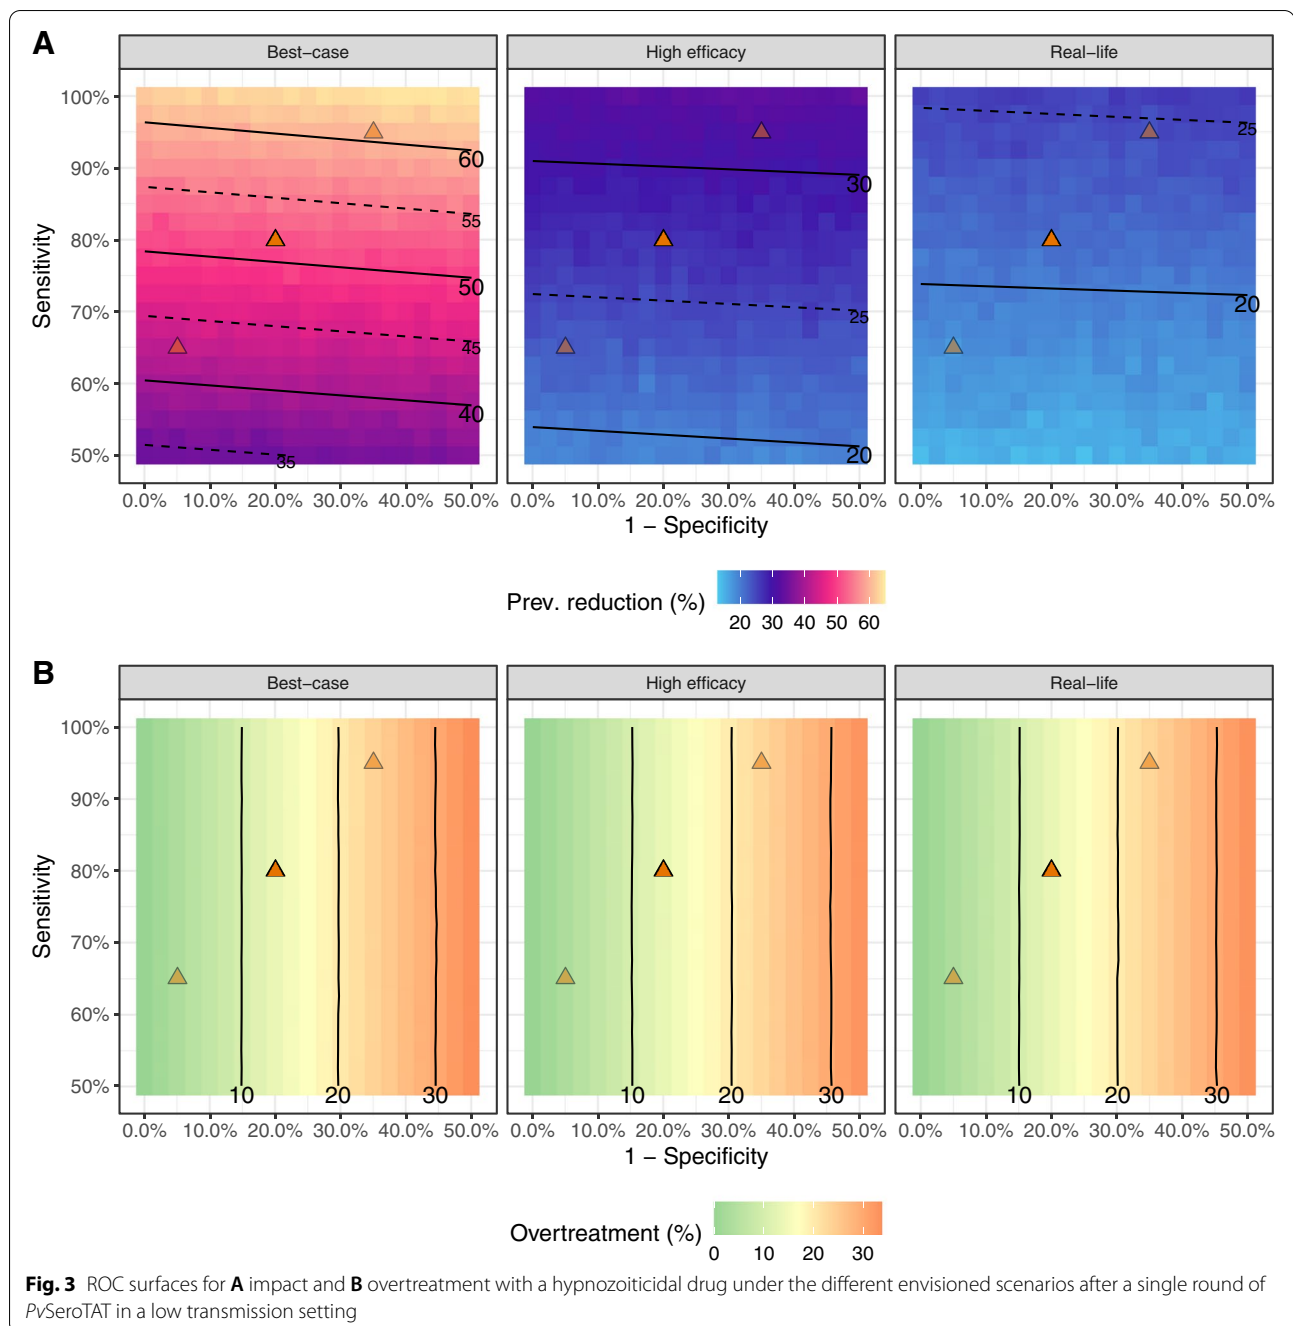 A
Best–case
High efficacy
Real–life
100%
90%
80%
70%
60%
50%
Sensitivity
60
55
50
45
40
35
30
25
20
25
20
0.0% 10.0% 20.0% 30.0% 40.0% 50.0%
0.0% 10.0% 20.0% 30.0% 40.0% 50.0%
0.0% 10.0% 20.0% 30.0% 40.0% 50.0%
1 − Specificity
Prev. reduction (%)
20 30 40 50 60
B
Best–case
High efficacy
Real–life
100%
90%
80%
70%
60%
50%
Sensitivity
10 20 30
10 20 30
10 20 30
0.0% 10.0% 20.0% 30.0% 40.0% 50.0%
0.0% 10.0% 20.0% 30.0% 40.0% 50.0%
0.0% 10.0% 20.0% 30.0% 40.0% 50.0%
1 − Specificity
Overtreatment (%)
0 10 20 30
Fig. 3 ROC surfaces for A impact and B overtreatment with a hypnozoiticidal drug under the different envisioned scenarios after a single round of
PvSeroTAT in a low transmission setting